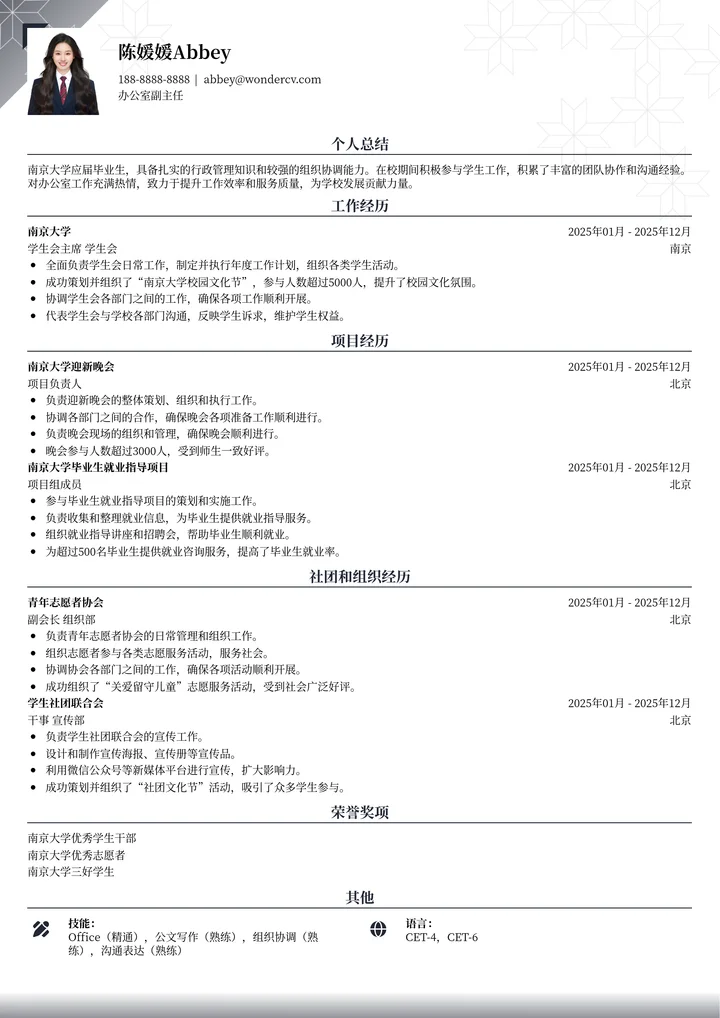 陈媛媛Abbey
188-8888-8888 | abbey@wondercv.com
办公室副主任
个人总结
南京大学应届毕业生，具备扎实的行政管理知识和较强的组织协调能力。在校期间积极参与学生工作，积累了丰富的团队协作和沟通经验。
对办公室工作充满热情，致力于提升工作效率和服务质量，为学校发展贡献力量。
工作经历
南京大学 2025年01月 - 2025年12月
学生会主席 学生会 南京
• 全面负责学生会日常工作，制定并执行年度工作计划，组织各类学生活动。
• 成功策划并组织了“南京大学校园文化节”，参与人数超过5000人，提升了校园文化氛围。
• 协调学生会各部门之间的工作，确保各项工作顺利开展。
• 代表学生会与学校各部门沟通，反映学生诉求，维护学生权益。
项目经历
南京大学迎新晚会 2025年01月 - 2025年12月
项目负责人 北京
• 负责迎新晚会的整体策划、组织和执行工作。
• 协调各部门之间的合作，确保晚会各项准备工作顺利进行。
• 负责晚会现场的组织和管理，确保晚会顺利进行。
• 晚会参与人数超过3000人，受到师生一致好评。
南京大学毕业生就业指导项目 2025年01月 - 2025年12月
项目组成员 北京
• 参与毕业生就业指导项目的策划和实施工作。
• 负责收集和整理就业信息，为毕业生提供就业指导服务。
• 组织就业指导讲座和招聘会，帮助毕业生顺利就业。
• 为超过500名毕业生提供就业咨询服务，提高了毕业生就业率。
社团和组织经历
青年志愿者协会 2025年01月 - 2025年12月
副会长 组织部 北京
• 负责青年志愿者协会的日常管理和组织工作。
• 组织志愿者参与各类志愿服务活动，服务社会。
• 协调协会各部门之间的工作，确保各项活动顺利开展。
• 成功组织了“关爱留守儿童”志愿服务活动，受到社会广泛好评。
学生社团联合会 2025年01月 - 2025年12月
干事 宣传部 北京
• 负责学生社团联合会的宣传工作。
• 设计和制作宣传海报、宣传册等宣传品。
• 利用微信公众号等新媒体平台进行宣传，扩大影响力。
• 成功策划并组织了“社团文化节”活动，吸引了众多学生参与。
荣誉奖项
南京大学优秀学生干部
南京大学优秀志愿者
南京大学三好学生
其他
技能：
Office（精通），公文写作（熟练），组织协调（熟
练），沟通表达（熟练）
语言：
CET-4，CET-6